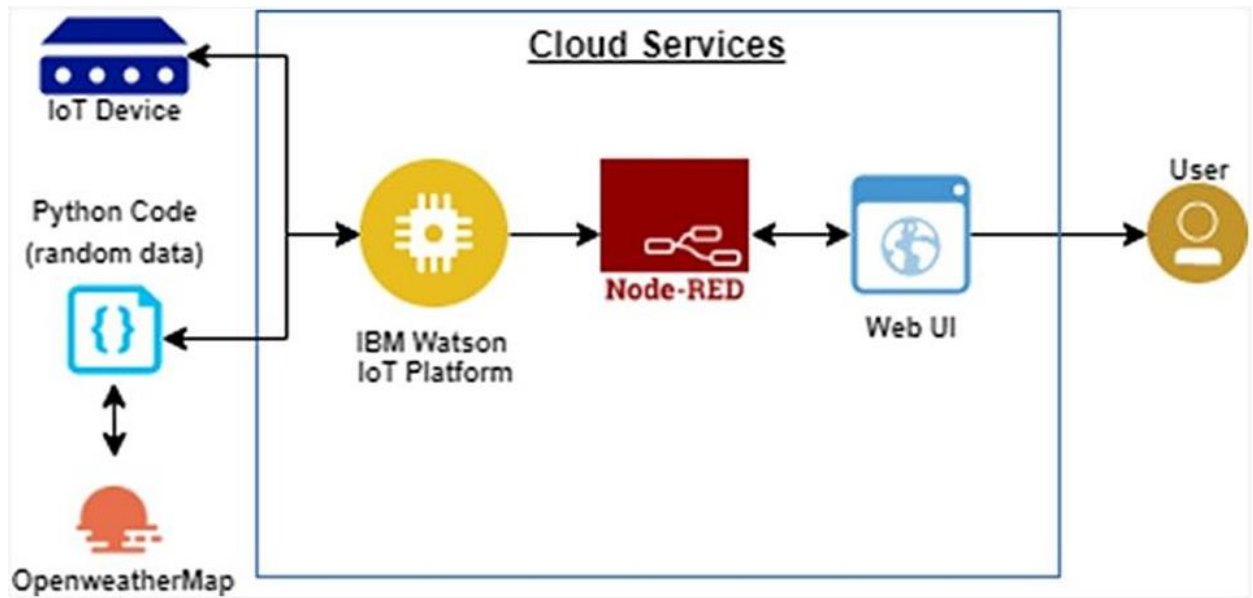 Cloud Services
IoT Device
Python Code
(random data)
{}
OpenweatherMap
IBM Watson
IoT Platform
Node-RED
Web UI
User